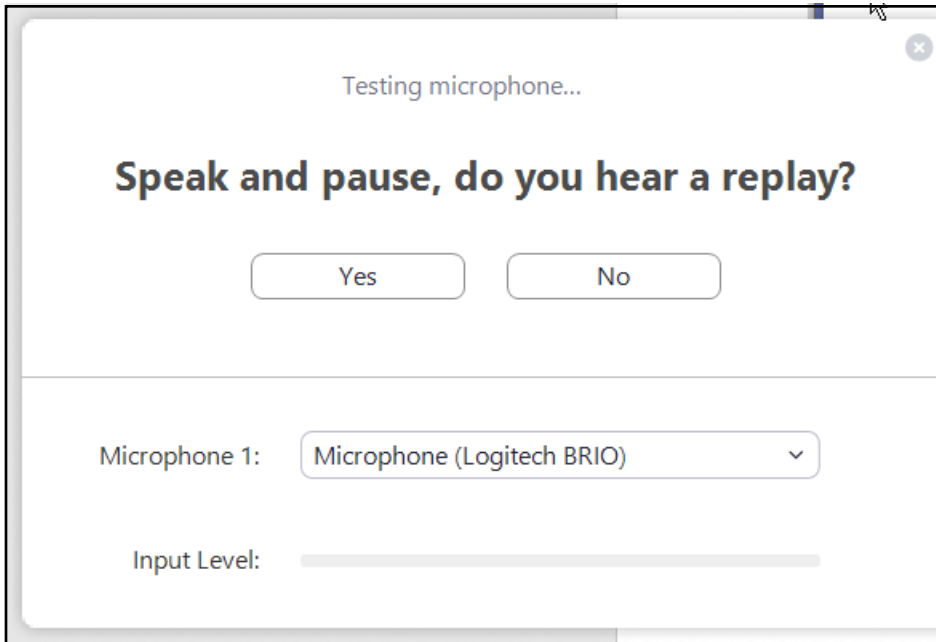 Testing microphone...
Speak and pause, do you hear a replay?
Yes
No
Microphone 1:
Microphone (Logitech BRIO)
Input Level: